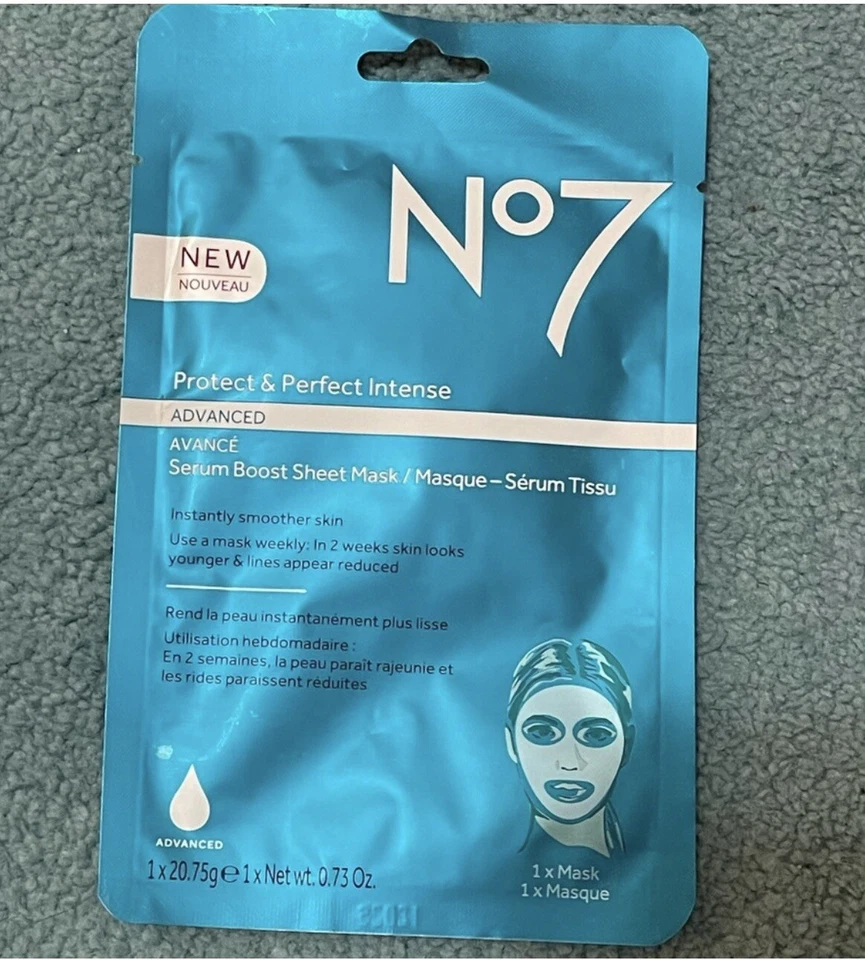 No7
NEW
NOUVEAU
Protect & Perfect Intense
ADVANCED
AVANCÉ
Serum Boost Sheet Mask / Masque – Sérum Tissu
Instantly smoother skin
Use a mask weekly: In 2 weeks skin looks
younger & lines appear reduced
Rend la peau instantanément plus lisse
Utilisation hebdomadaire :
En 2 semaines, la peau paraît rajeunie et
les rides paraissent réduites
ADVANCED
1 x 20.75g e 1 x Net wt. 0.73 Oz.
1 x Mask
1 x Masque